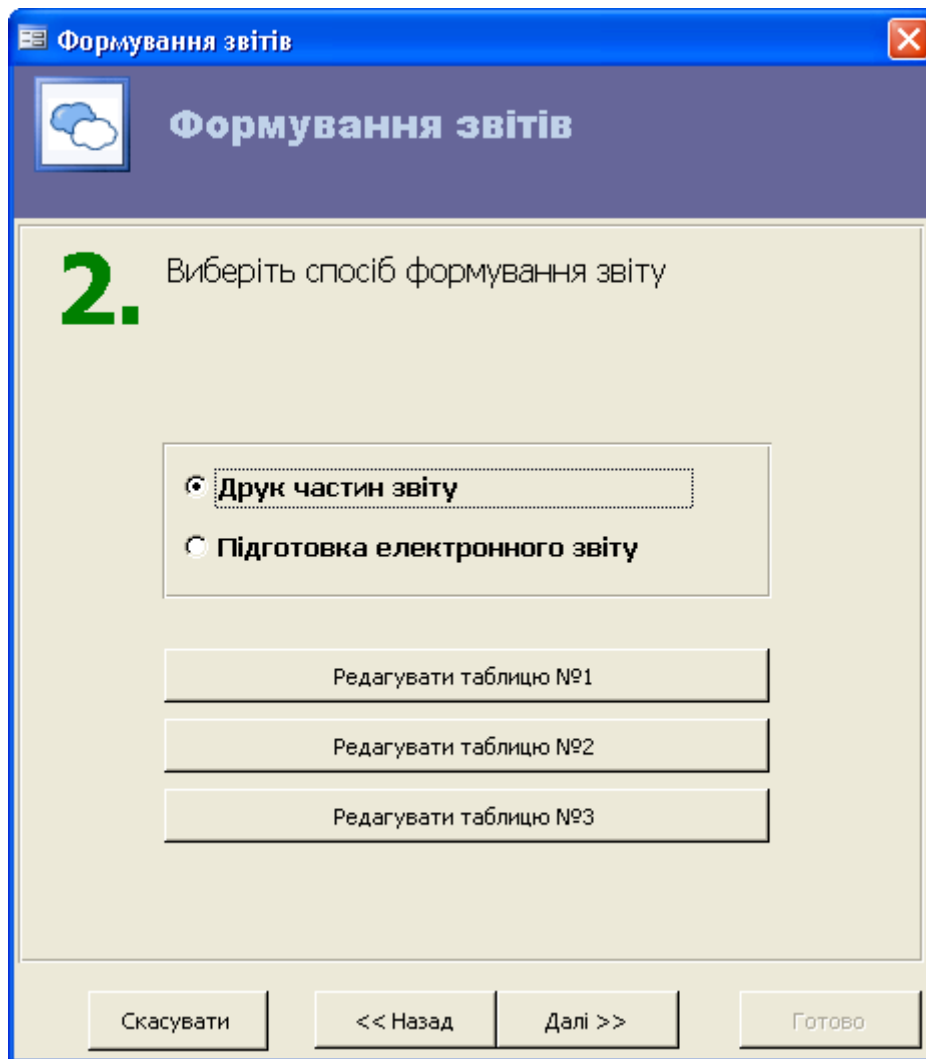 Формування звітів
Формування звітів
2.
Виберіть спосіб формування звіту
Друк частин звіту
Підготовка електронного звіту
Редагувати таблицю №1
Редагувати таблицю №2
Редагувати таблицю №3
Скасувати
<< Назад
Далі >>
Готово